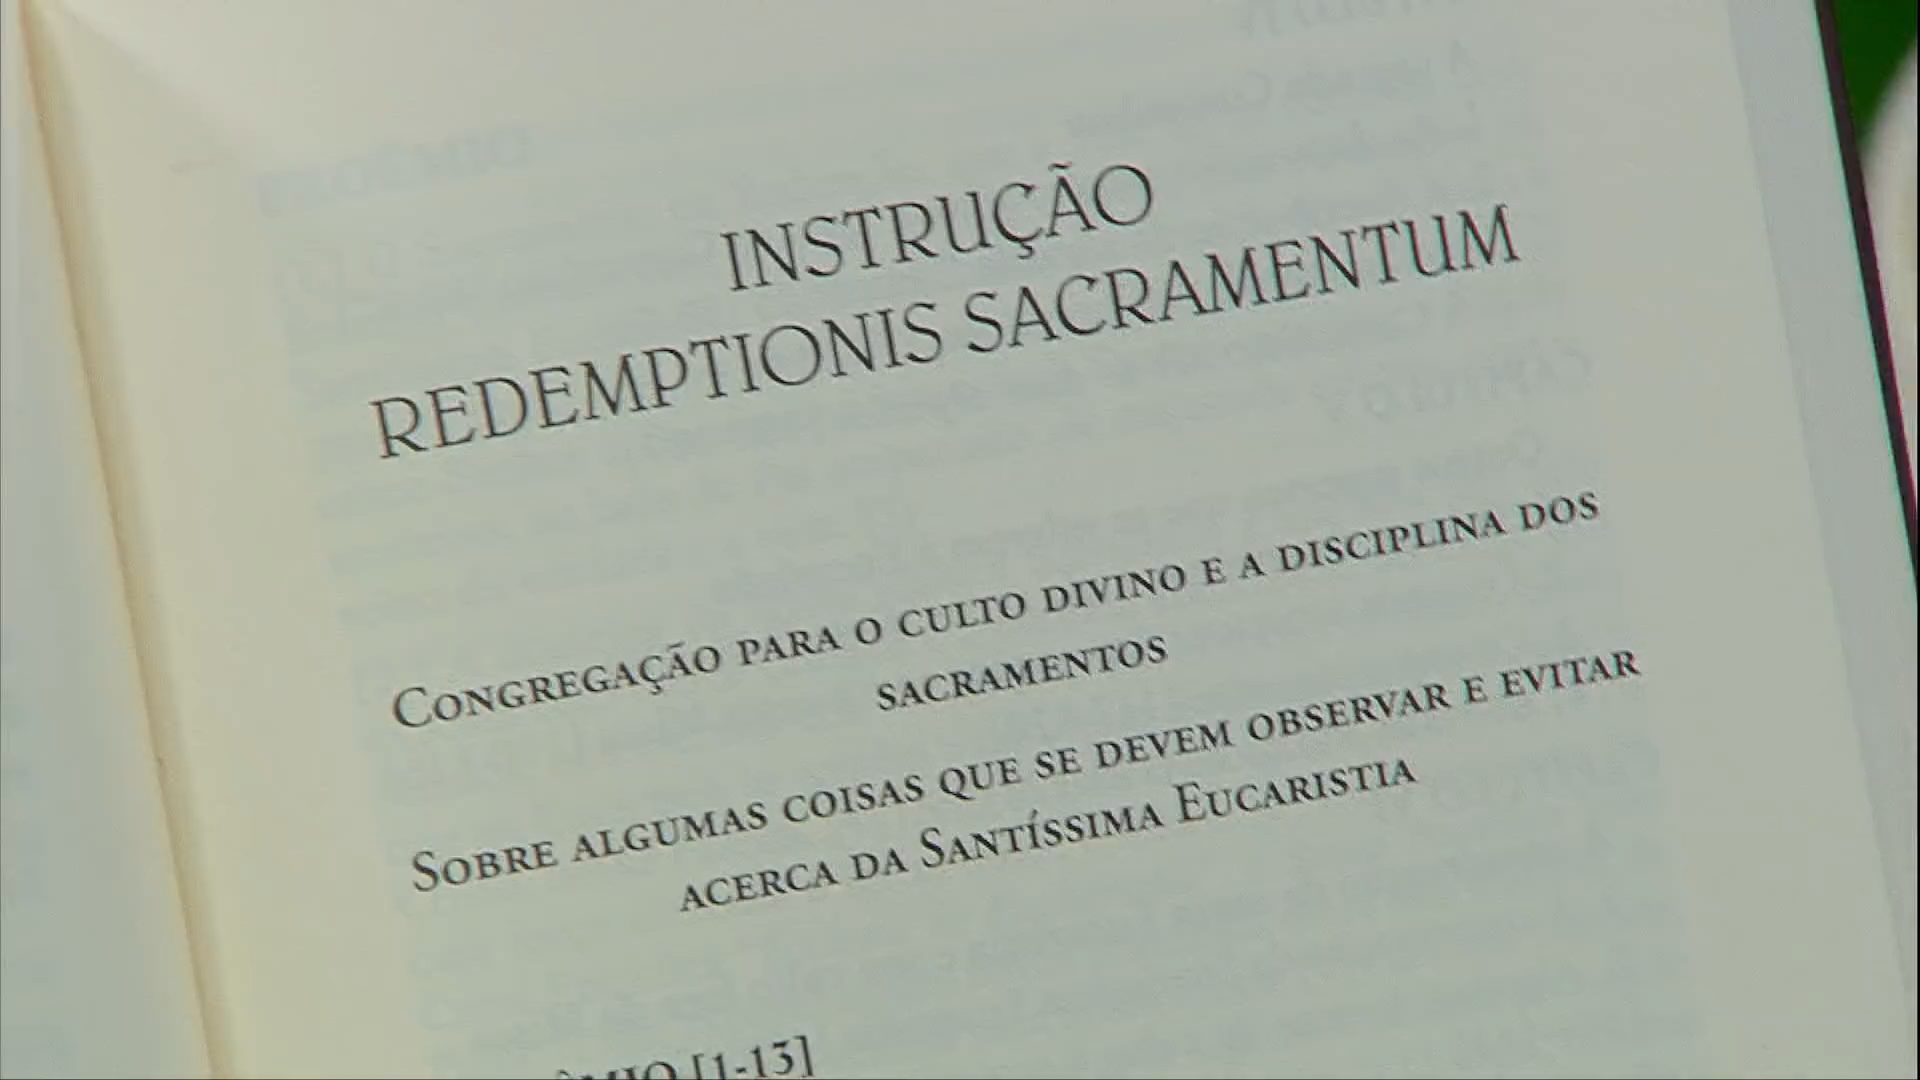 INSTRUÇÃO
REDEMPTIONIS SACRAMENTUM
CONGREGAÇÃO PARA O CULTO DIVINO E A DISCIPLINA DOS
SACRAMENTOS
SOBRE ALGUMAS COISAS QUE SE DEVEM OBSERVAR E EVITAR
ACERCA DA SANTÍSSIMA EUCARISTIA
[1-13]